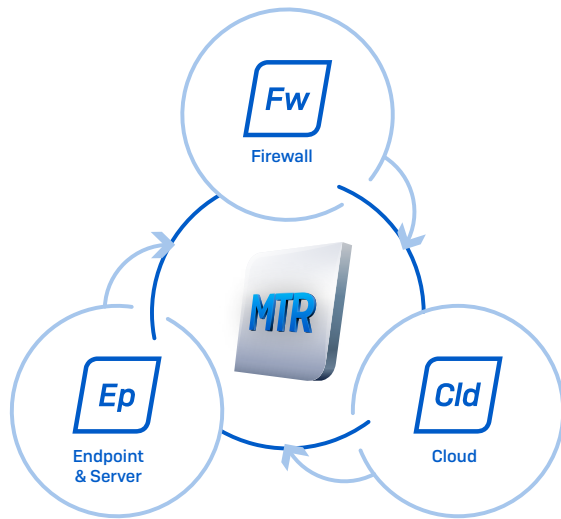 Fw
Firewall
MTR
Ep
Endpoint
& Server
Cld
Cloud